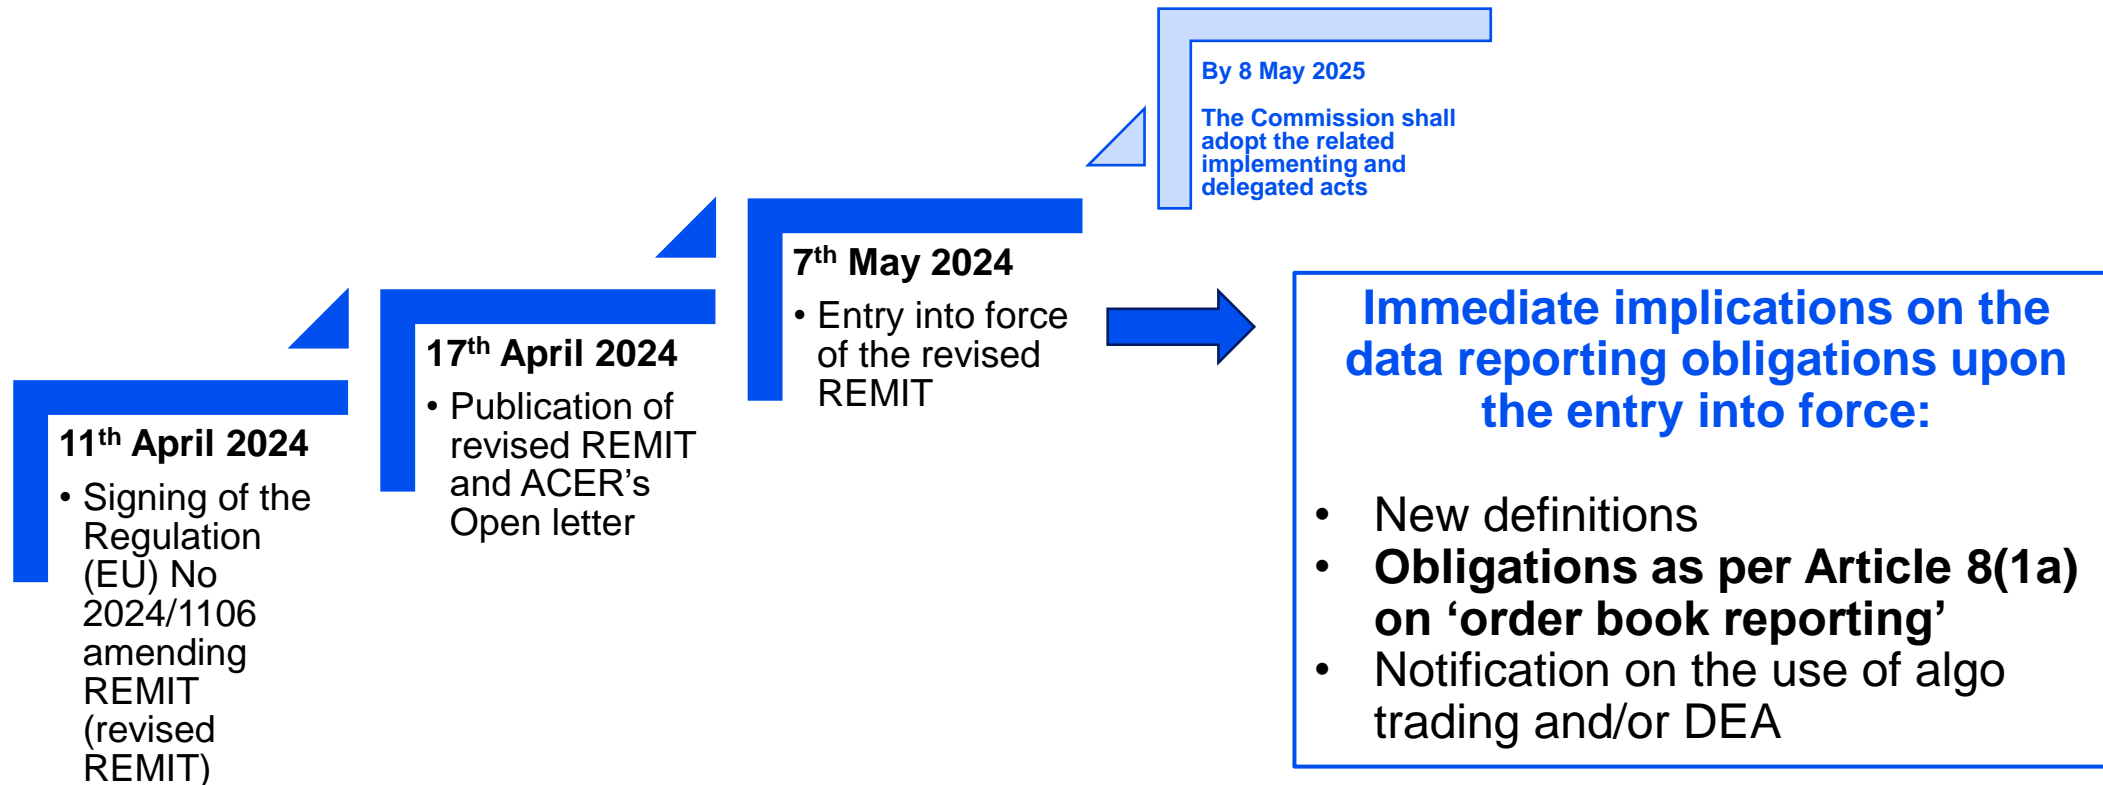 11th April 2024
• Signing of the
Regulation
(EU) No
2024/1106
amending
REMIT
(revised
REMIT)
17th April 2024
• Publication of
revised REMIT
and ACER’s
Open letter
7th May 2024
• Entry into force
of the revised
REMIT
By 8 May 2025
The Commission shall
adopt the related
implementing and
delegated acts
Immediate implications on the
data reporting obligations upon
the entry into force:
• New definitions
• Obligations as per Article 8(1a)
on ‘order book reporting’
• Notification on the use of algo
trading and/or DEA